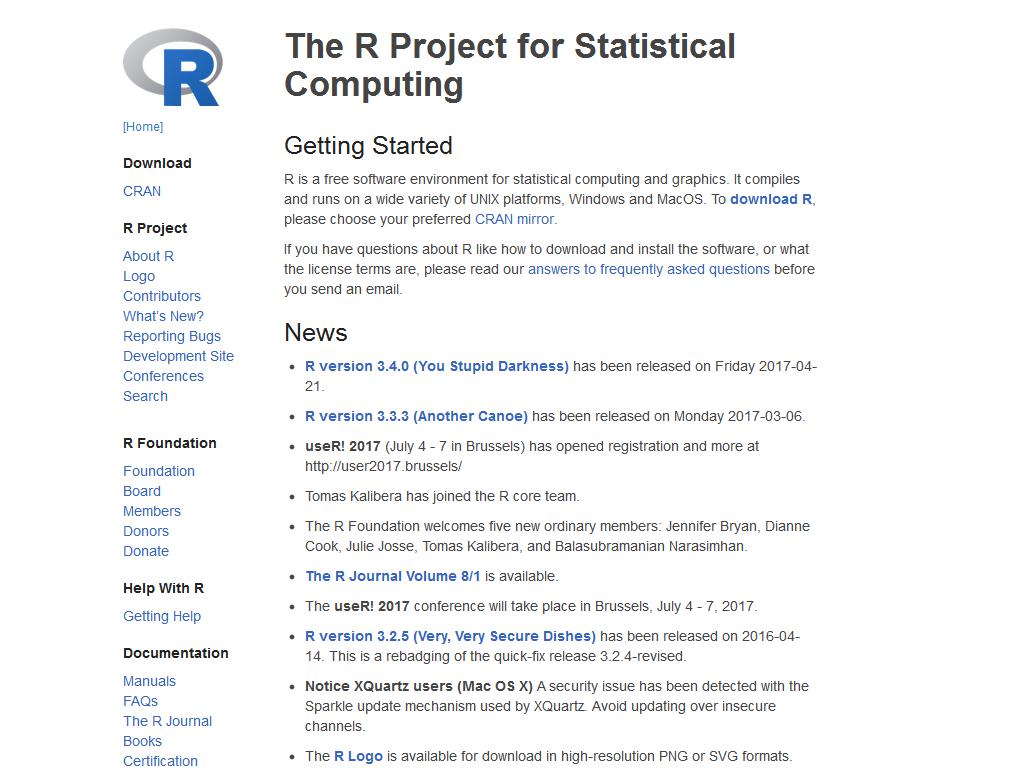 R
[Home]
Download
CRAN
R Project
About R
Logo
Contributors
What's New?
Reporting Bugs
Development Site
Conferences
Search
R Foundation
Foundation
Board
Members
Donors
Donate
Help With R
Getting Help
Documentation
Manuals
FAQs
The R Journal
Books
Certification
The R Project for Statistical
Computing
Getting Started
R is a free software environment for statistical computing and graphics. It compiles
and runs on a wide variety of UNIX platforms, Windows and MacOS. To download R,
please choose your preferred CRAN mirror.
If you have questions about R like how to download and install the software, or what
the license terms are, please read our answers to frequently asked questions before
you send an email.
News
• R version 3.4.0 (You Stupid Darkness) has been released on Friday 2017-04-
21.
• R version 3.3.3 (Another Canoe) has been released on Monday 2017-03-06.
• useR! 2017 (July 4 - 7 in Brussels) has opened registration and more at
http://user2017.brussels/
• Tomas Kalibera has joined the R core team.
• The R Foundation welcomes five new ordinary members: Jennifer Bryan, Dianne
Cook, Julie Josse, Tomas Kalibera, and Balasubramanian Narasimhan.
• The R Journal Volume 8/1 is available.
• The useR! 2017 conference will take place in Brussels, July 4 - 7, 2017.
• R version 3.2.5 (Very, Very Secure Dishes) has been released on 2016-04-
14. This is a rebadging of the quick-fix release 3.2.4-revised.
• Notice XQuartz users (Mac OS X) A security issue has been detected with the
Sparkle update mechanism used by XQuartz. Avoid updating over insecure
channels.
• The R Logo is available for download in high-resolution PNG or SVG formats.